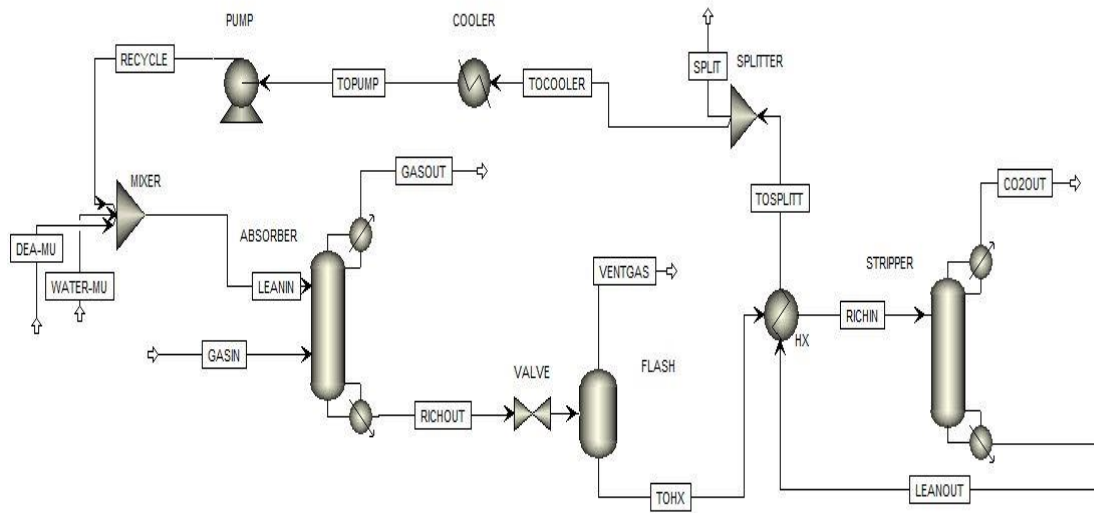 PUMP
COOLER
SPLITTER
RECYCLE
TOPUMP
TOCOOLER
SPLIT
MIXER
GASOUT
CO2OUT
TOSPLITT
DEA-MU
WATER-MU
ABSORBER
LEANIN
VENTGAS
STRIPPER
GASIN
RICHIN
HX
VALVE
FLASH
RICHOUT
TOHX
LEANOUT